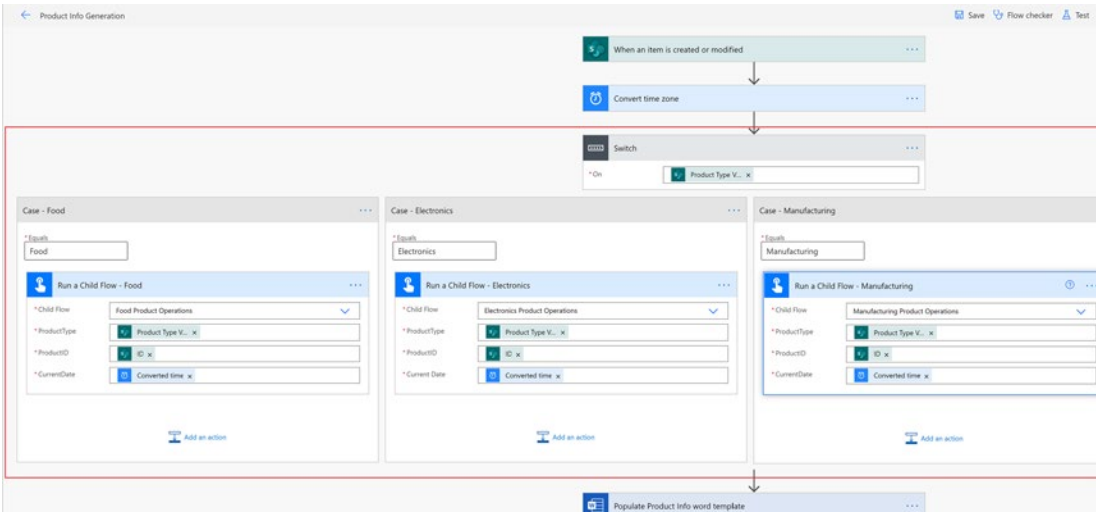 Product Info Generation
Save Flow checker Test
When an item is created or modified
Convert time zone
Switch
*On Product Type V... x
Case - Food
*Equals
Food
Run a Child Flow - Food
*Child Flow Food Product Operations
*ProductType Product Type V... x
*ProductID ID x
*CurrentDate Converted time x
Add an action
Case - Electronics
*Equals
Electronics
Run a Child Flow - Electronics
*Child Flow Electronics Product Operations
*ProductType Product Type V... x
*ProductID ID x
*Current Date Converted time x
Add an action
Case - Manufacturing
*Equals
Manufacturing
Run a Child Flow - Manufacturing
*Child Flow Manufacturing Product Operations
*ProductType Product Type V... x
*ProductID ID x
*CurrentDate Converted time x
Add an action
Populate Product Info word template